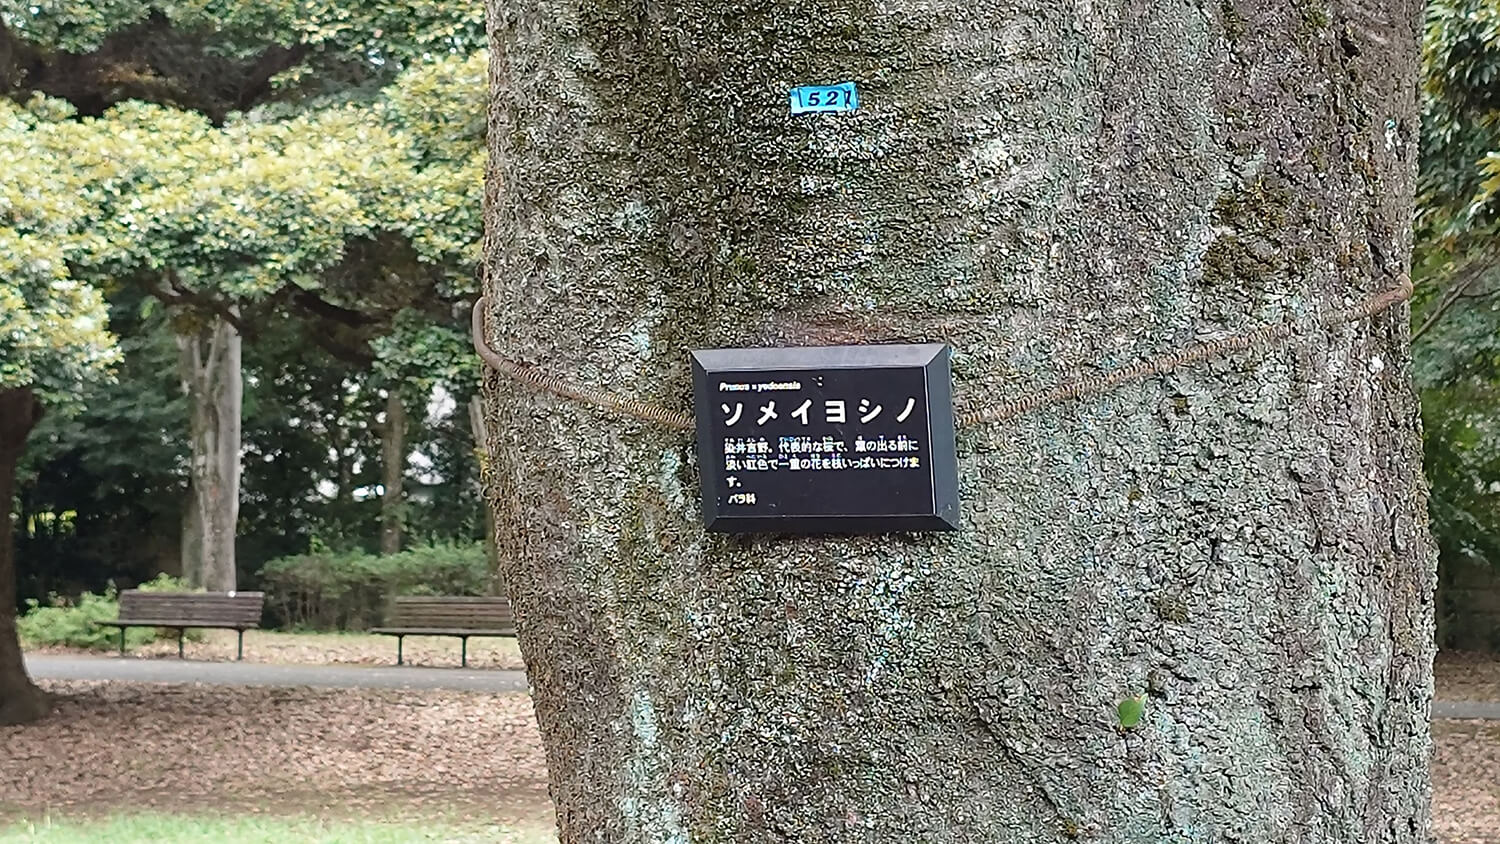 527
Prunus × yedoensis
ソメイヨシノ
染井吉野。代表的な桜で、葉の出る前に
淡い紅色で一重の花を枝いっぱいにつけま
す。
バラ科